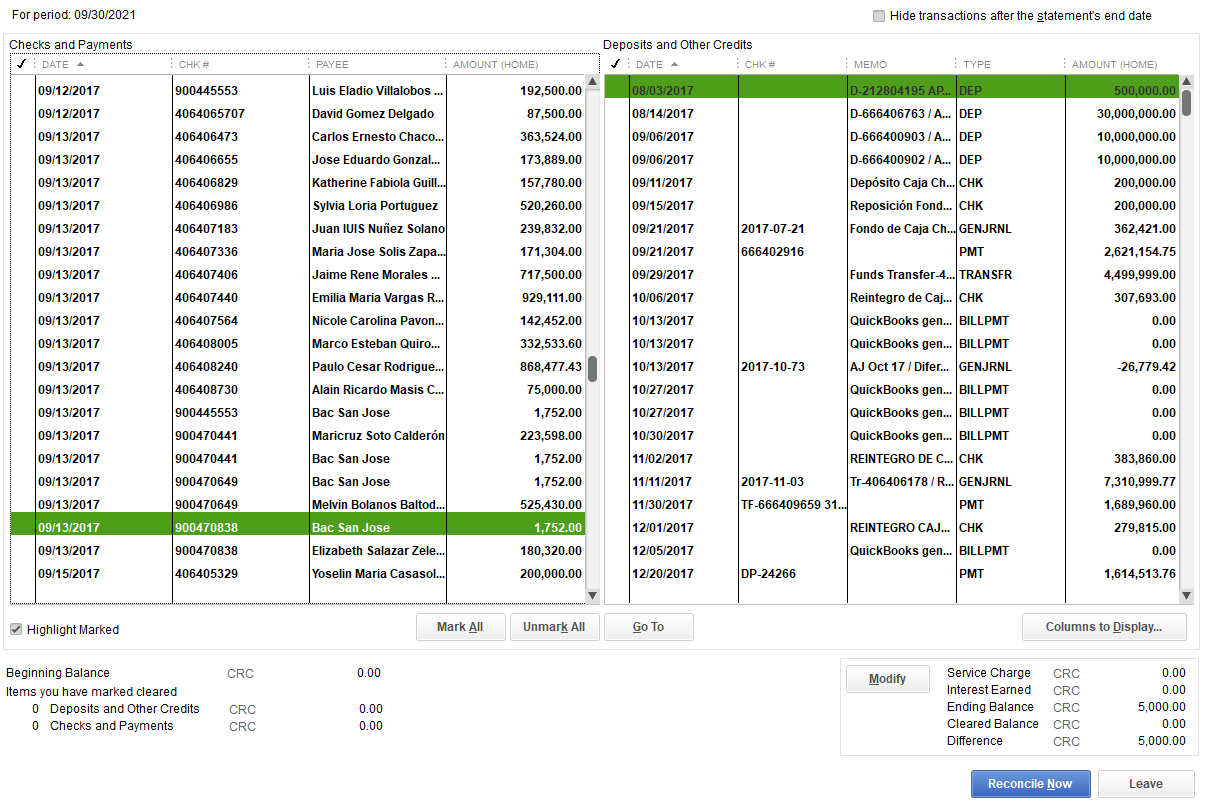 For period: 09/30/2021
Hide transactions after the statement's end date
Checks and Payments
✓ DATE CHK # PAYEE AMOUNT (HOME)
09/12/2017 900445553 Luis Eladio Villalobos ... 192,500.00
09/12/2017 4064065707 David Gomez Delgado 87,500.00
09/13/2017 406406473 Carlos Ernesto Chaco... 363,524.00
09/13/2017 406406655 Jose Eduardo Gonzal... 173,889.00
09/13/2017 406406829 Katherine Fabiola Guill... 157,780.00
09/13/2017 406406986 Sylvia Loria Portuguez 520,260.00
09/13/2017 406407183 Juan lUIS Nuñez Solano 239,832.00
09/13/2017 406407336 Maria Jose Solis Zapa... 171,304.00
09/13/2017 406407406 Jaime Rene Morales ... 717,500.00
09/13/2017 406407440 Emilia Maria Vargas R... 929,111.00
09/13/2017 406407564 Nicole Carolina Pavon... 142,452.00
09/13/2017 406408005 Marco Esteban Quiro... 332,533.60
09/13/2017 406408240 Paulo Cesar Rodrigue... 868,477.43
09/13/2017 406408730 Alain Ricardo Masis C... 75,000.00
09/13/2017 900445553 Bac San Jose 1,752.00
09/13/2017 900470441 Maricruz Soto Calderón 223,598.00
09/13/2017 900470441 Bac San Jose 1,752.00
09/13/2017 900470649 Bac San Jose 1,752.00
09/13/2017 900470649 Melvin Bolanos Baltod... 525,430.00
09/13/2017 900470838 Bac San Jose 1,752.00
09/13/2017 900470838 Elizabeth Salazar Zele... 180,320.00
09/15/2017 406405329 Yoselin Maria Casasol... 200,000.00
Deposits and Other Credits
✓ DATE CHK # MEMO TYPE AMOUNT (HOME)
08/03/2017 D-212804195 AP... DEP 500,000.00
08/14/2017 D-666406763 / A... DEP 30,000,000.00
09/06/2017 D-666400903 / A... DEP 10,000,000.00
09/06/2017 D-666400902 / A... DEP 10,000,000.00
09/11/2017 Depósito Caja Ch... CHK 200,000.00
09/15/2017 Reposición Fond... CHK 200,000.00
09/21/2017 2017-07-21 Fondo de Caja Ch... GENJRNL 362,421.00
09/21/2017 666402916 PMT 2,621,154.75
09/29/2017 Funds Transfer-4... TRANSFR 4,499,999.00
10/06/2017 Reintegro de Caj... CHK 307,693.00
10/13/2017 QuickBooks gen... BILLPMT 0.00
10/13/2017 QuickBooks gen... BILLPMT 0.00
10/13/2017 2017-10-73 AJ Oct 17 / Difer... GENJRNL -26,779.42
10/27/2017 QuickBooks gen... BILLPMT 0.00
10/27/2017 QuickBooks gen... BILLPMT 0.00
10/30/2017 QuickBooks gen... BILLPMT 0.00
11/02/2017 REINTEGRO DE C... CHK 383,860.00
11/11/2017 2017-11-03 Tr-406406178 / R... GENJRNL 7,310,999.77
11/30/2017 TF-666409659 31... PMT 1,689,960.00
12/01/2017 REINTEGRO CAJ... CHK 279,815.00
12/05/2017 QuickBooks gen... BILLPMT 0.00
12/20/2017 DP-24266 PMT 1,614,513.76
Highlight Marked
Mark All
Unmark All
Go To
Columns to Display...
Beginning Balance CRC 0.00
Items you have marked cleared
0 Deposits and Other Credits CRC 0.00
0 Checks and Payments CRC 0.00
Modify
Service Charge CRC 0.00
Interest Earned CRC 0.00
Ending Balance CRC 5,000.00
Cleared Balance CRC 0.00
Difference CRC 5,000.00
Reconcile Now
Leave